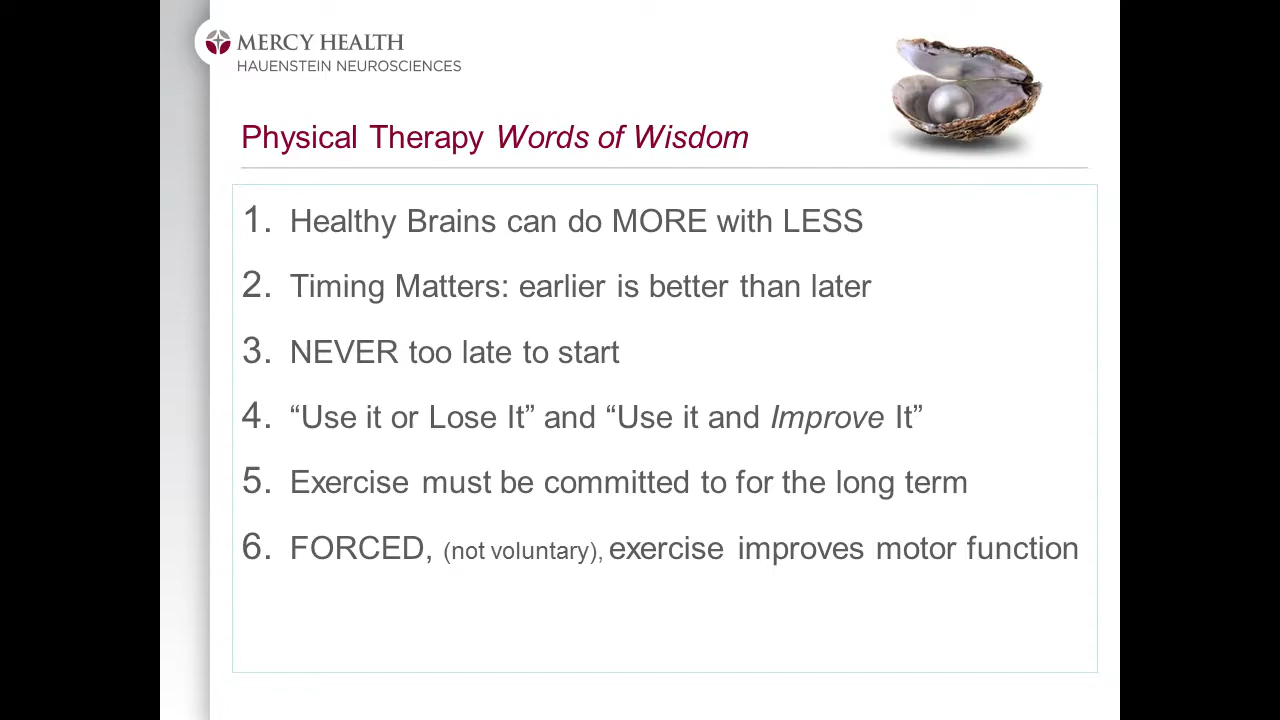 MERCY HEALTH
HAUENSTEIN NEUROSCIENCES
Physical Therapy Words of Wisdom
1. Healthy Brains can do MORE with LESS
2. Timing Matters: earlier is better than later
3. NEVER too late to start
4. “Use it or Lose It” and “Use it and Improve It”
5. Exercise must be committed to for the long term
6. FORCED, (not voluntary), exercise improves motor function